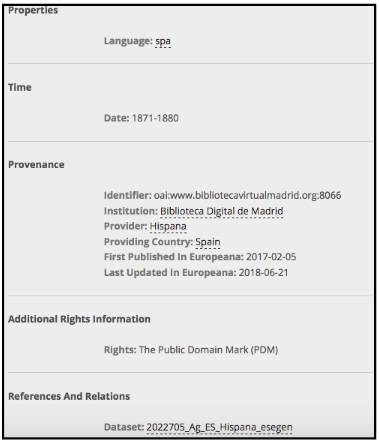 Properties
Language: spa
Time
Date: 1871-1880
Provenance
Identifier: oai:www.bibliotecavirtualmadrid.org:8066
Institution: Biblioteca Digital de Madrid
Provider: Hispana
Providing Country: Spain
First Published In Europeana: 2017-02-05
Last Updated In Europeana: 2018-06-21
Additional Rights Information
Rights: The Public Domain Mark (PDM)
References And Relations
Dataset: 2022705_Ag_ES_Hispana_esegen